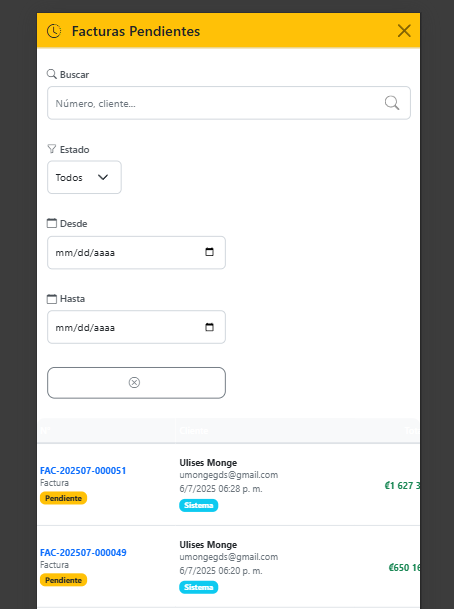 Facturas Pendientes
Buscar
Número, cliente...
Estado
Todos
Desde
mm/dd/aaaa
Hasta
mm/dd/aaaa
Cliente
FAC-202507-000051
Factura
Pendiente
Ulises Monge
umongegds@gmail.com
6/7/2025 06:28 p. m.
Sistema
₡1 627 3
FAC-202507-000049
Factura
Pendiente
Ulises Monge
umongegds@gmail.com
6/7/2025 06:20 p. m.
Sistema
₡650 16